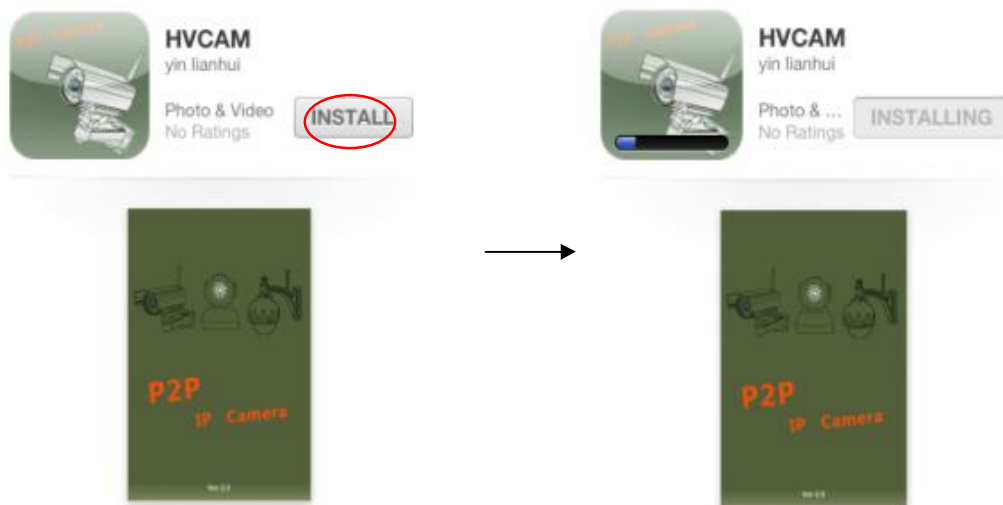 HVCAM
yin lianhui
Photo & Video
No Ratings
INSTALL
P2P
IP Camera
HVCAM
yin lianhui
Photo & ...
No Ratings
INSTALLING
P2P
IP Camera